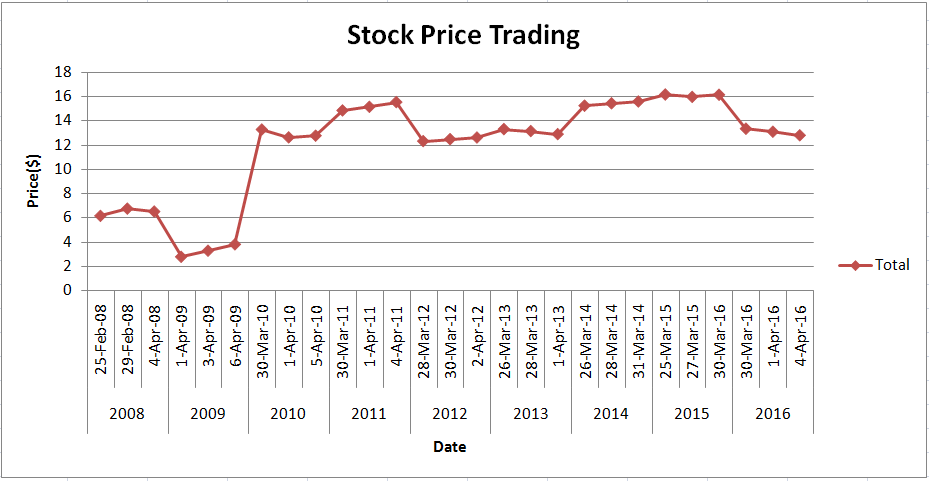 Stock Price Trading
18
16
14
12
10
8
6
4
2
0
Price($)
25-Feb-08
29-Feb-08
4-Apr-08
1-Apr-09
3-Apr-09
6-Apr-09
30-Mar-10
1-Apr-10
5-Apr-10
30-Mar-11
1-Apr-11
4-Apr-11
28-Mar-12
30-Mar-12
2-Apr-12
26-Mar-13
28-Mar-13
1-Apr-13
26-Mar-14
28-Mar-14
31-Mar-14
25-Mar-15
27-Mar-15
30-Mar-16
30-Mar-16
1-Apr-16
4-Apr-16
2008 2009 2010 2011 2012 2013 2014 2015 2016
Date
Total